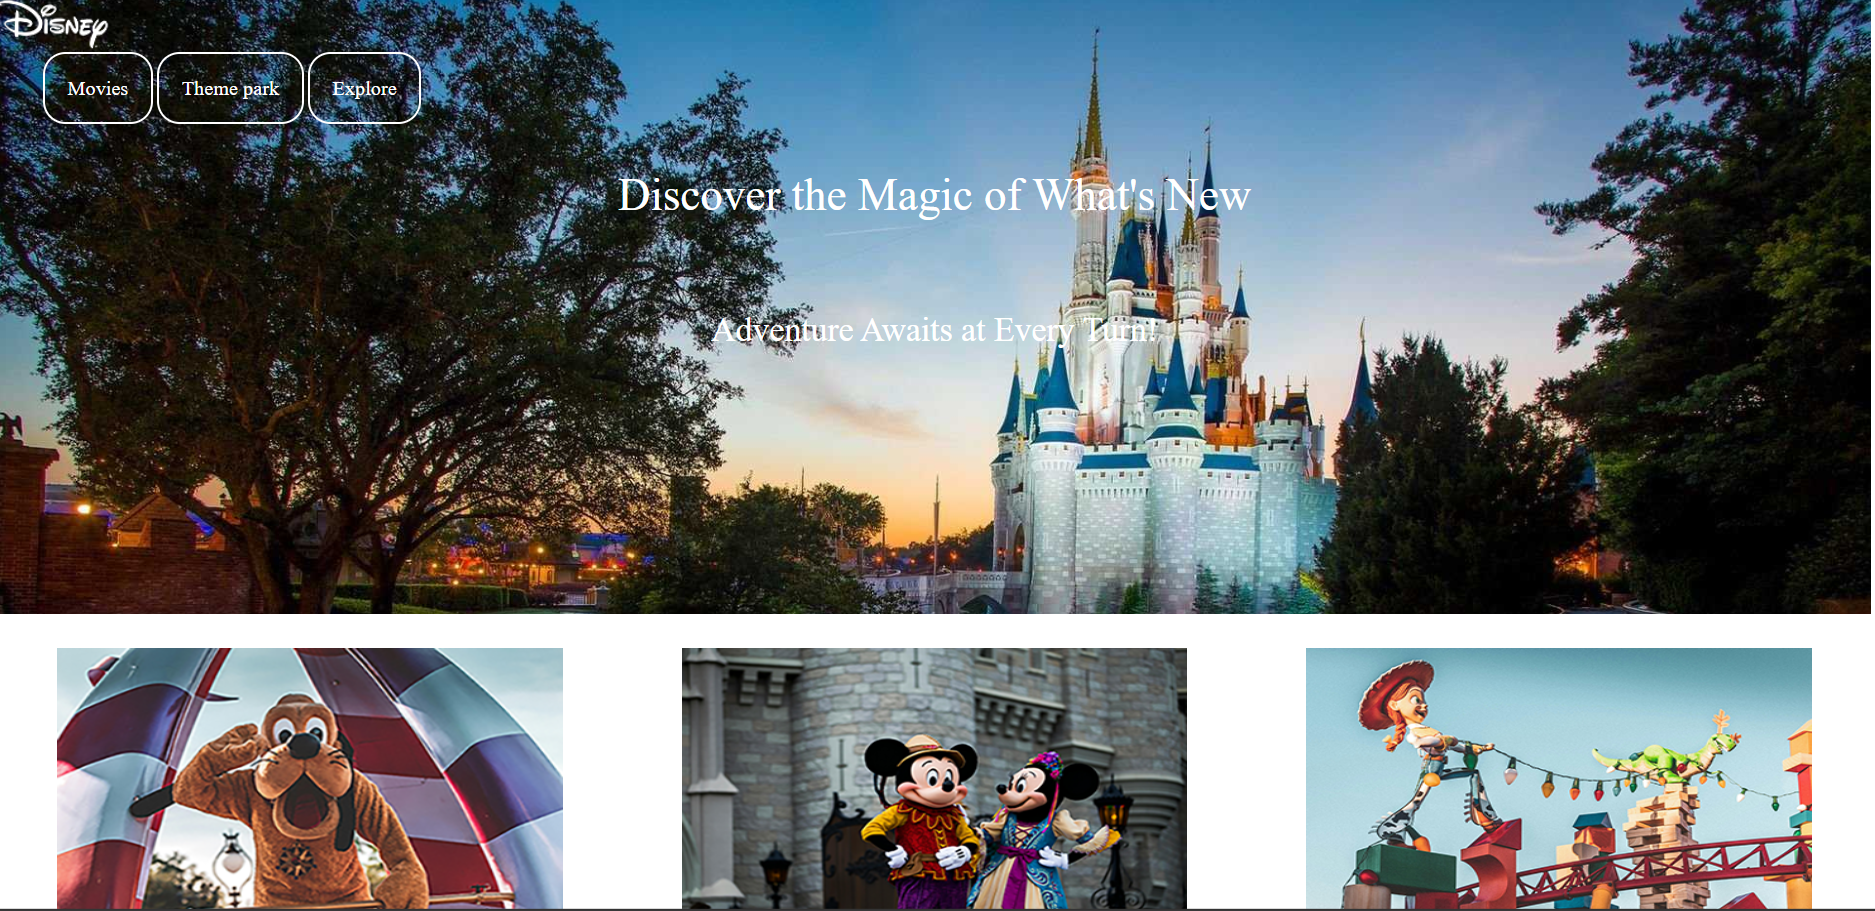 Disney
Movies
Theme park
Explore
Discover the Magic of What's New
Adventure Awaits at Every Turn!